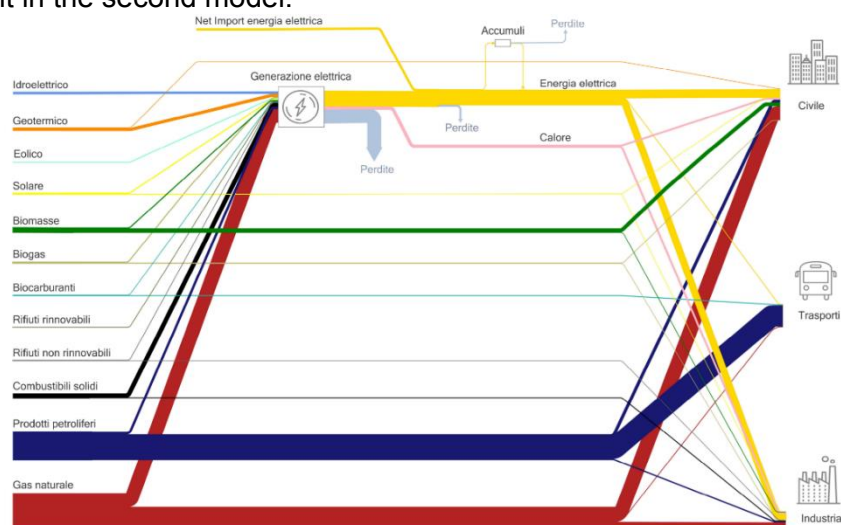 nt in the second model.
Net Import energia elettrica
Accumuli
Perdite
Idroelettrico
Generazione elettrica
Energia elettrica
Civile
Geotermico
Perdite
Calore
Eolico
Perdite
Solare
Biomasse
Biogas
Biocarburanti
Trasporti
Rifiuti rinnovabili
Rifiuti non rinnovabili
Combustibili solidi
Prodotti petroliferi
Gas naturale
Industria